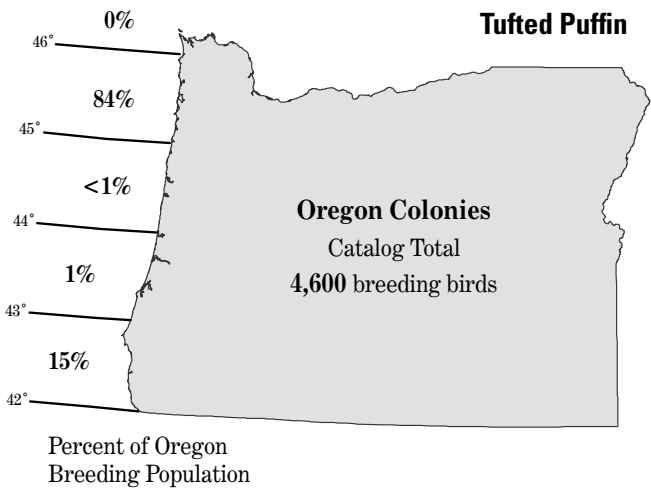 0%
Tufted Puffin
46°
84%
45°
<1%
Oregon Colonies
44°
Catalog Total
1%
4,600 breeding birds
43°
15%
42°
Percent of Oregon
Breeding Population